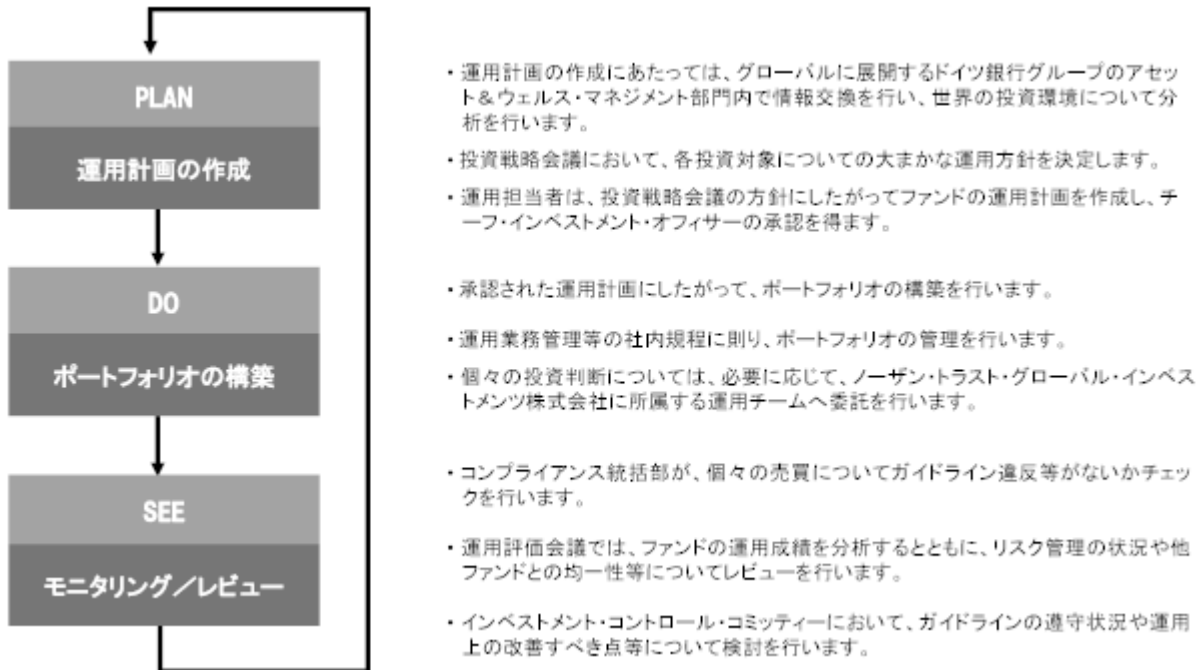 PLAN
運用計画の作成
・運用計画の作成にあたっては、グローバルに展開するドイツ銀行グループのアセッ
ト＆ウェルス・マネジメント部門内で情報交換を行い、世界の投資環境について分
析を行います。
・投資戦略会議において、各投資対象についての大まかな運用方針を決定します。
・運用担当者は、投資戦略会議の方針にしたがってファンドの運用計画を作成し、チ
ーフ・インベストメント・オフィサーの承認を得ます。
DO
ポートフォリオの構築
・承認された運用計画にしたがって、ポートフォリオの構築を行います。
・運用業務管理等の社内規程に則り、ポートフォリオの管理を行います。
・個々の投資判断については、必要に応じて、ノーザン・トラスト・グローバル・インベス
トメンツ株式会社に所属する運用チームへ委託を行います。
SEE
モニタリング／レビュー
・コンプライアンス統括部が、個々の売買についてガイドライン違反等がないかチェッ
クを行います。
・運用評価会議では、ファンドの運用成績を分析するとともに、リスク管理の状況や他
ファンドとの均一性等についてレビューを行います。
・インベストメント・コントロール・コミッティーにおいて、ガイドラインの遵守状況や運用
上の改善すべき点等について検討を行います。